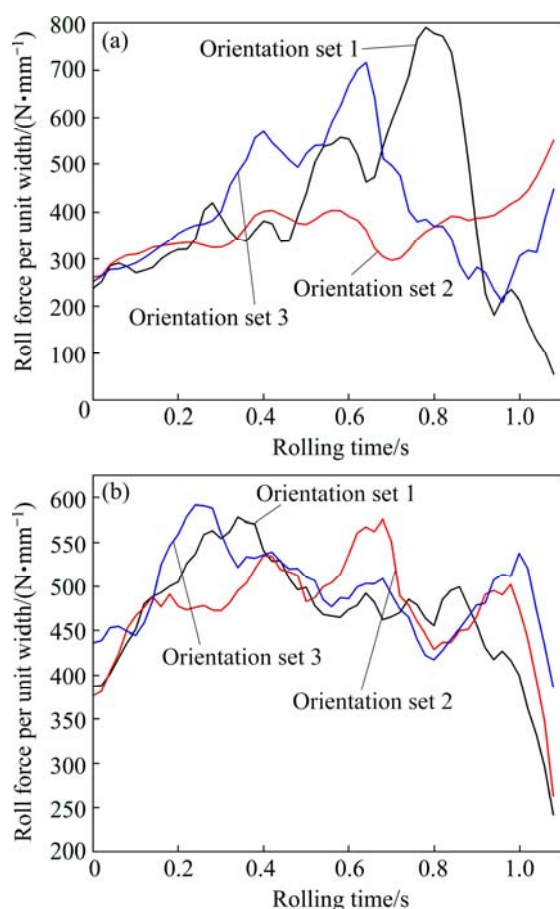 (a)
Orientation set 1
Orientation set 2
Orientation set 3
Roll force per unit width/(N•mm⁻¹)
800
700
600
500
400
300
200
100
0
0
0.2
0.4
0.6
0.8
1.0
Rolling time/s
(b)
Orientation set 1
Orientation set 3
Orientation set 2
Roll force per unit width/(N•mm⁻¹)
600
550
500
450
400
350
300
250
200
0
0.2
0.4
0.6
0.8
1.0
Rolling time/s